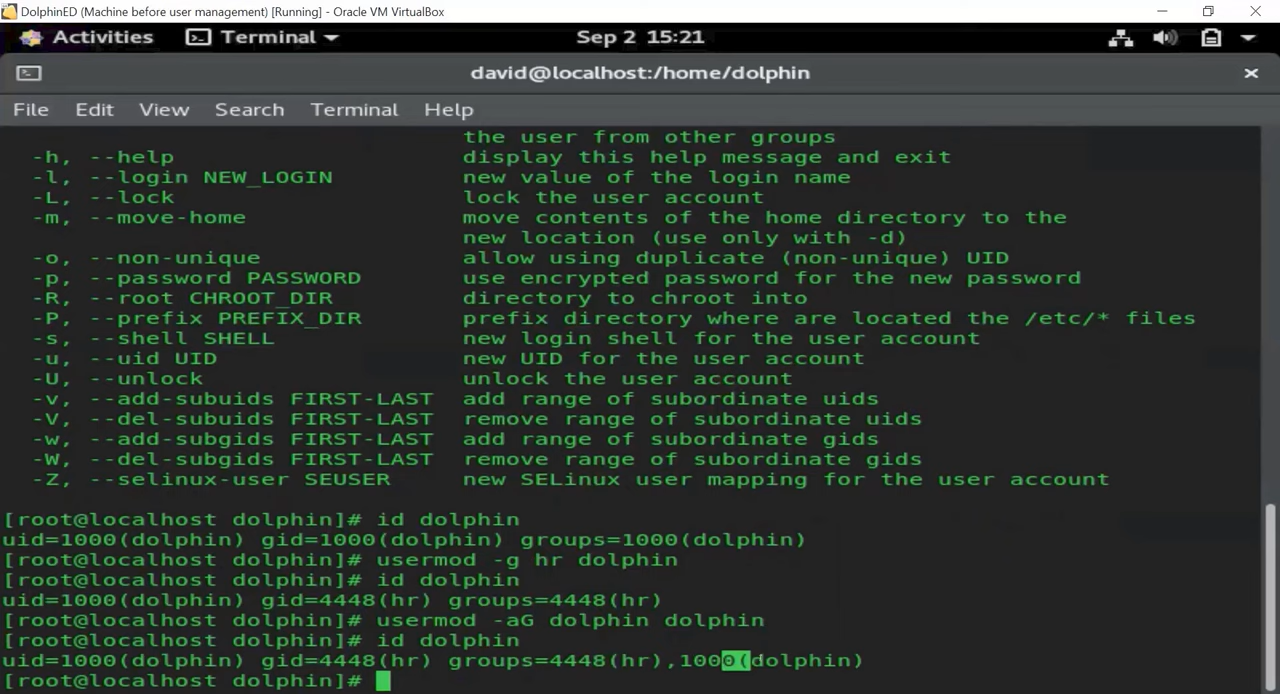 DolphinED (Machine before user management) [Running] - Oracle VM VirtualBox
Activities Terminal Sep 2 15:21
david@localhost:/home/dolphin
File Edit View Search Terminal Help
the user from other groups
-h, --help display this help message and exit
-l, --login NEW_LOGIN new value of the login name
-L, --lock lock the user account
-m, --move-home move contents of the home directory to the
new location (use only with -d)
-o, --non-unique allow using duplicate (non-unique) UID
-p, --password PASSWORD use encrypted password for the new password
-R, --root CHROOT_DIR directory to chroot into
-P, --prefix PREFIX_DIR prefix directory where are located the /etc/* files
-s, --shell SHELL new login shell for the user account
-u, --uid UID new UID for the user account
-U, --unlock unlock the user account
-v, --add-subuids FIRST-LAST add range of subordinate uids
-V, --del-subuids FIRST-LAST remove range of subordinate uids
-w, --add-subgids FIRST-LAST add range of subordinate gids
-W, --del-subgids FIRST-LAST remove range of subordinate gids
-Z, --selinux-user SEUSER new SELinux user mapping for the user account
[root@localhost dolphin]# id dolphin
uid=1000(dolphin) gid=1000(dolphin) groups=1000(dolphin)
[root@localhost dolphin]# usermod -g hr dolphin
[root@localhost dolphin]# id dolphin
uid=1000(dolphin) gid=4448(hr) groups=4448(hr)
[root@localhost dolphin]# usermod -aG dolphin dolphin
[root@localhost dolphin]# id dolphin
uid=1000(dolphin) gid=4448(hr) groups=4448(hr),1000(dolphin)
[root@localhost dolphin]#